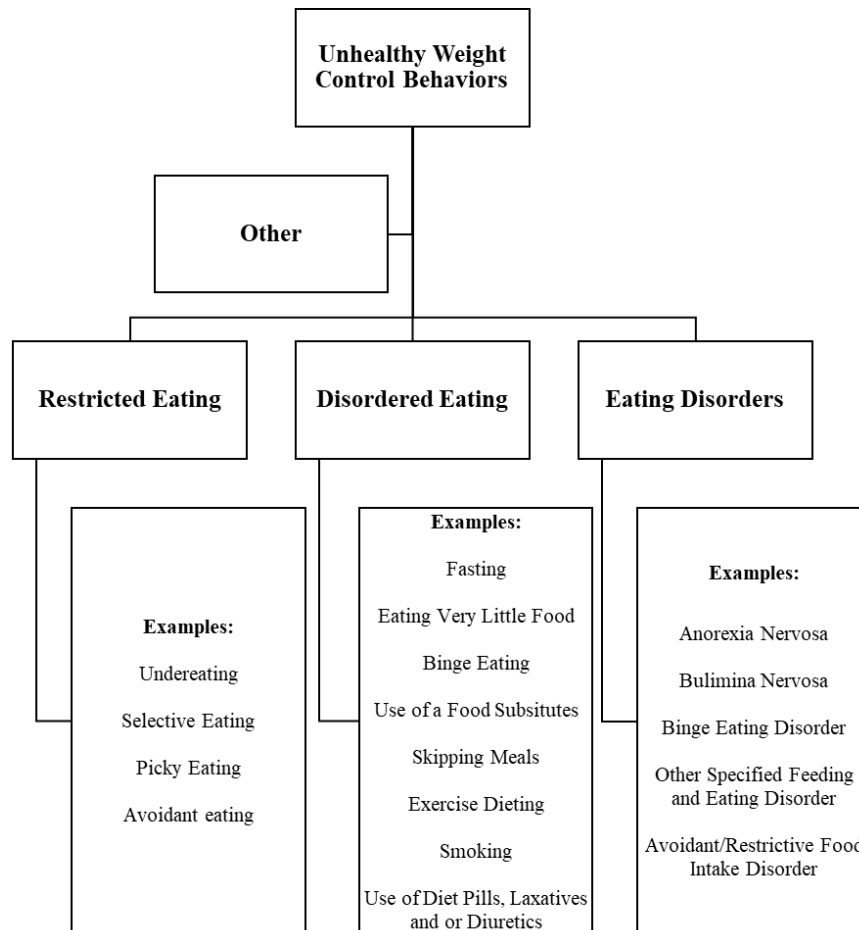 Unhealthy Weight
Control Behaviors
Other
Restricted Eating
Disordered Eating
Eating Disorders
Examples:
Undereating
Selective Eating
Picky Eating
Avoidant eating
Examples:
Fasting
Eating Very Little Food
Binge Eating
Use of a Food Subsitutes
Skipping Meals
Exercise Dieting
Smoking
Use of Diet Pills, Laxatives
and or Diuretics
Examples:
Anorexia Nervosa
Bulimina Nervosa
Binge Eating Disorder
Other Specified Feeding
and Eating Disorder
Avoidant/Restrictive Food
Intake Disorder